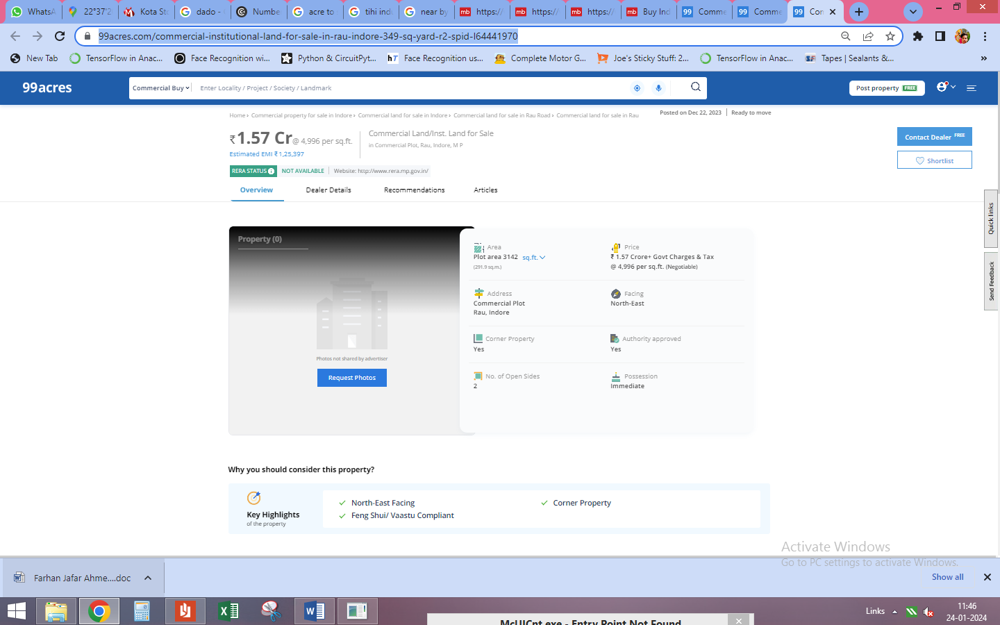 WhatsA
22°37'2
Kota Sto
dado -
Numbe
acre to
tihi ind
near by
https:/
https:/
https:/
Buy Ind
Comme
Comme
Con
99acres.com/commercial-institutional-land-for-sale-in-rau-indore-349-sq-yard-r2-spid-I64441970
New Tab
TensorFlow in Anac...
Face Recognition wi...
Python & CircuitPyt...
Face Recognition us...
Complete Motor G...
Joe's Sticky Stuff: 2...
TensorFlow in Anac...
Tapes | Sealants &...
99acres
Commercial Buy
Enter Locality / Project / Society / Landmark
Post property FREE
Home › Commercial property for sale in Indore › Commercial land for sale in Indore › Commercial land for sale in Rau Road › Commercial land for sale in Rau
Posted on Dec 22, 2023 | Ready to move
₹1.57 Cr @ 4,996 per sq.ft.
Estimated EMI ₹1,25,397
Commercial Land/Inst. Land for Sale
in Commercial Plot, Rau, Indore, M P
Contact Dealer FREE
Shortlist
RERA STATUS NOT AVAILABLE | Website: http://www.rera.mp.gov.in/
Overview
Dealer Details
Recommendations
Articles
Quick links
Send Feedback
Property (0)
Photos not shared by advertiser
Request Photos
Area
Plot area 3142 sq.ft.
(291.9 sq.m.)
Price
₹ 1.57 Crore+ Govt Charges & Tax
@ 4,996 per sq.ft. (Negotiable)
Address
Commercial Plot
Rau, Indore
Facing
North-East
Corner Property
Yes
Authority approved
Yes
No. of Open Sides
2
Possession
Immediate
Why you should consider this property?
Key Highlights
of the property
North-East Facing
Corner Property
Feng Shui/ Vaastu Compliant
Activate Windows
Go to PC settings to activate Windows.
Farhan Jafar Ahme....doc
Show all
Links
11:46
24-01-2024
McUICnt.exe - Entry Point Not Found